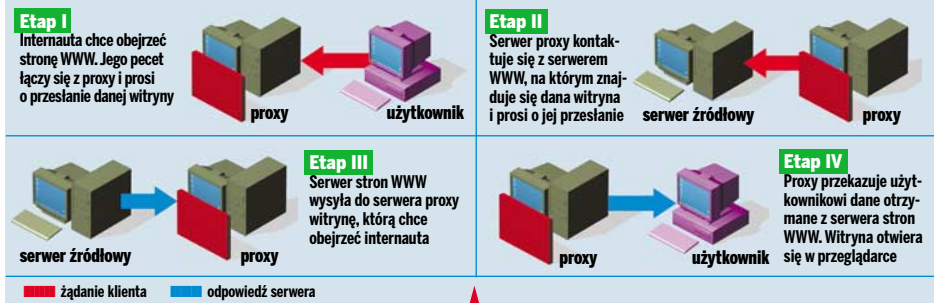 Etap I
Internauta chce obejrzeć
stronę WWW. Jego pecet
łączy się z proxy i prosi
o przesłanie danej witryny
proxy
użytkownik
Etap II
Serwer proxy kontak-
tuje się z serwerem
WWW, na którym znaj-
duje się dana witryna
i prosi o jej przesłanie
serwer źródłowy
proxy
serwer źródłowy
proxy
Etap III
Serwer stron WWW
wysyła do serwera proxy
witrynę, którą chce
obejrzeć internauta
proxy
użytkownik
Etap IV
Proxy przekazuje użyt-
kownikowi dane otrzy-
mane z serwera stron
WWW. Witryna otwiera
się w przeglądarce
żądanie klienta
odpowiedź serwera